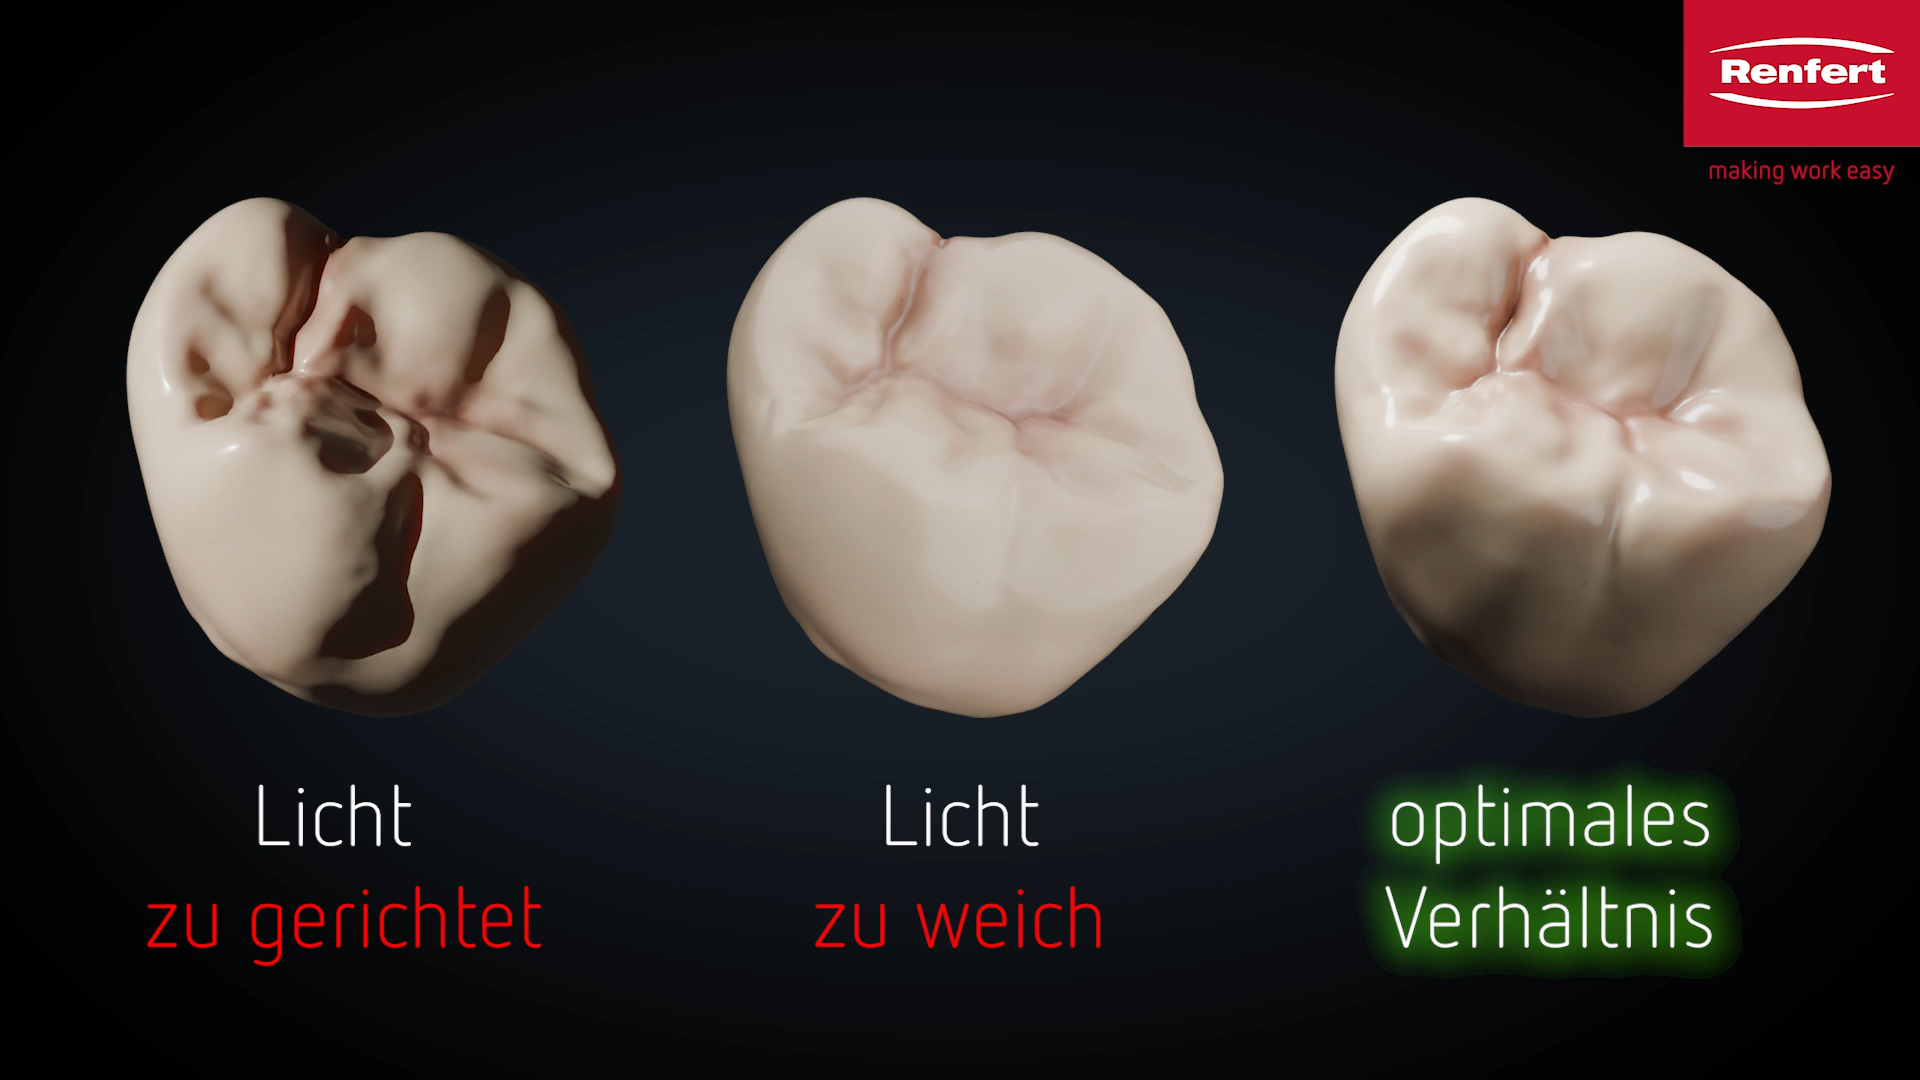 Renfert
making work easy
Licht
zu gerichtet
Licht
zu weich
optimales
Verhältnis